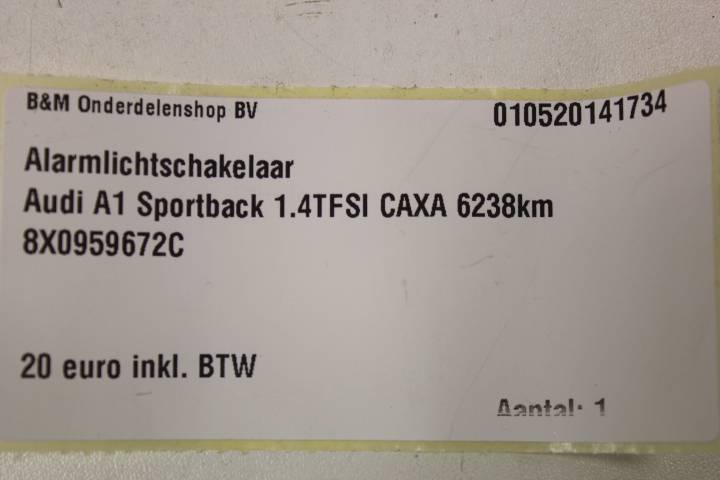 B&M Onderdelenshop BV 010520141734
Alarmlichtschakelaar
Audi A1 Sportback 1.4TFSI CAXA 6238km
8X0959672C
20 euro inkl. BTW
Aantal: 1